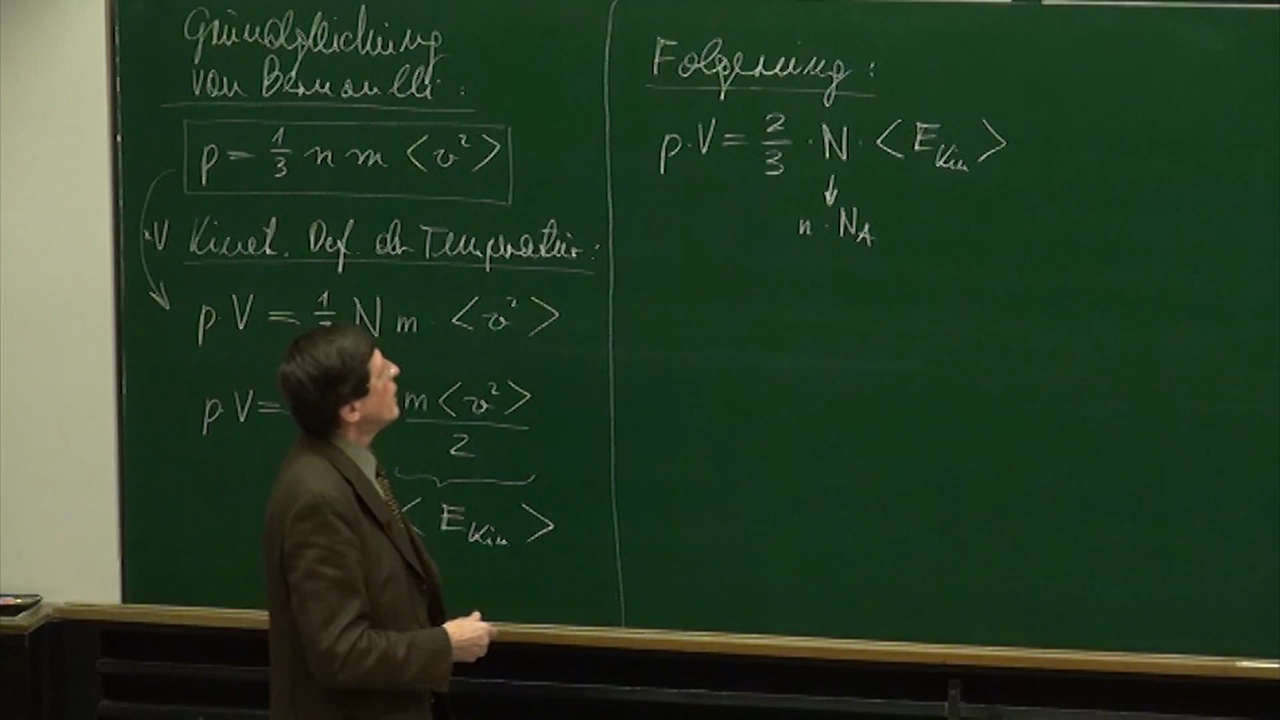 Grundgleichung
von Bernoulli :
p = 1/3 n m <v²>
·V
Kinet. Def. der Temperatur :
p·V = 1/ N m · <v²>
p·V = m <v²> / 2
< E_Kin >
Folgerung :
p·V = 2/3 · N · <E_Kin>
↓
n · N_A